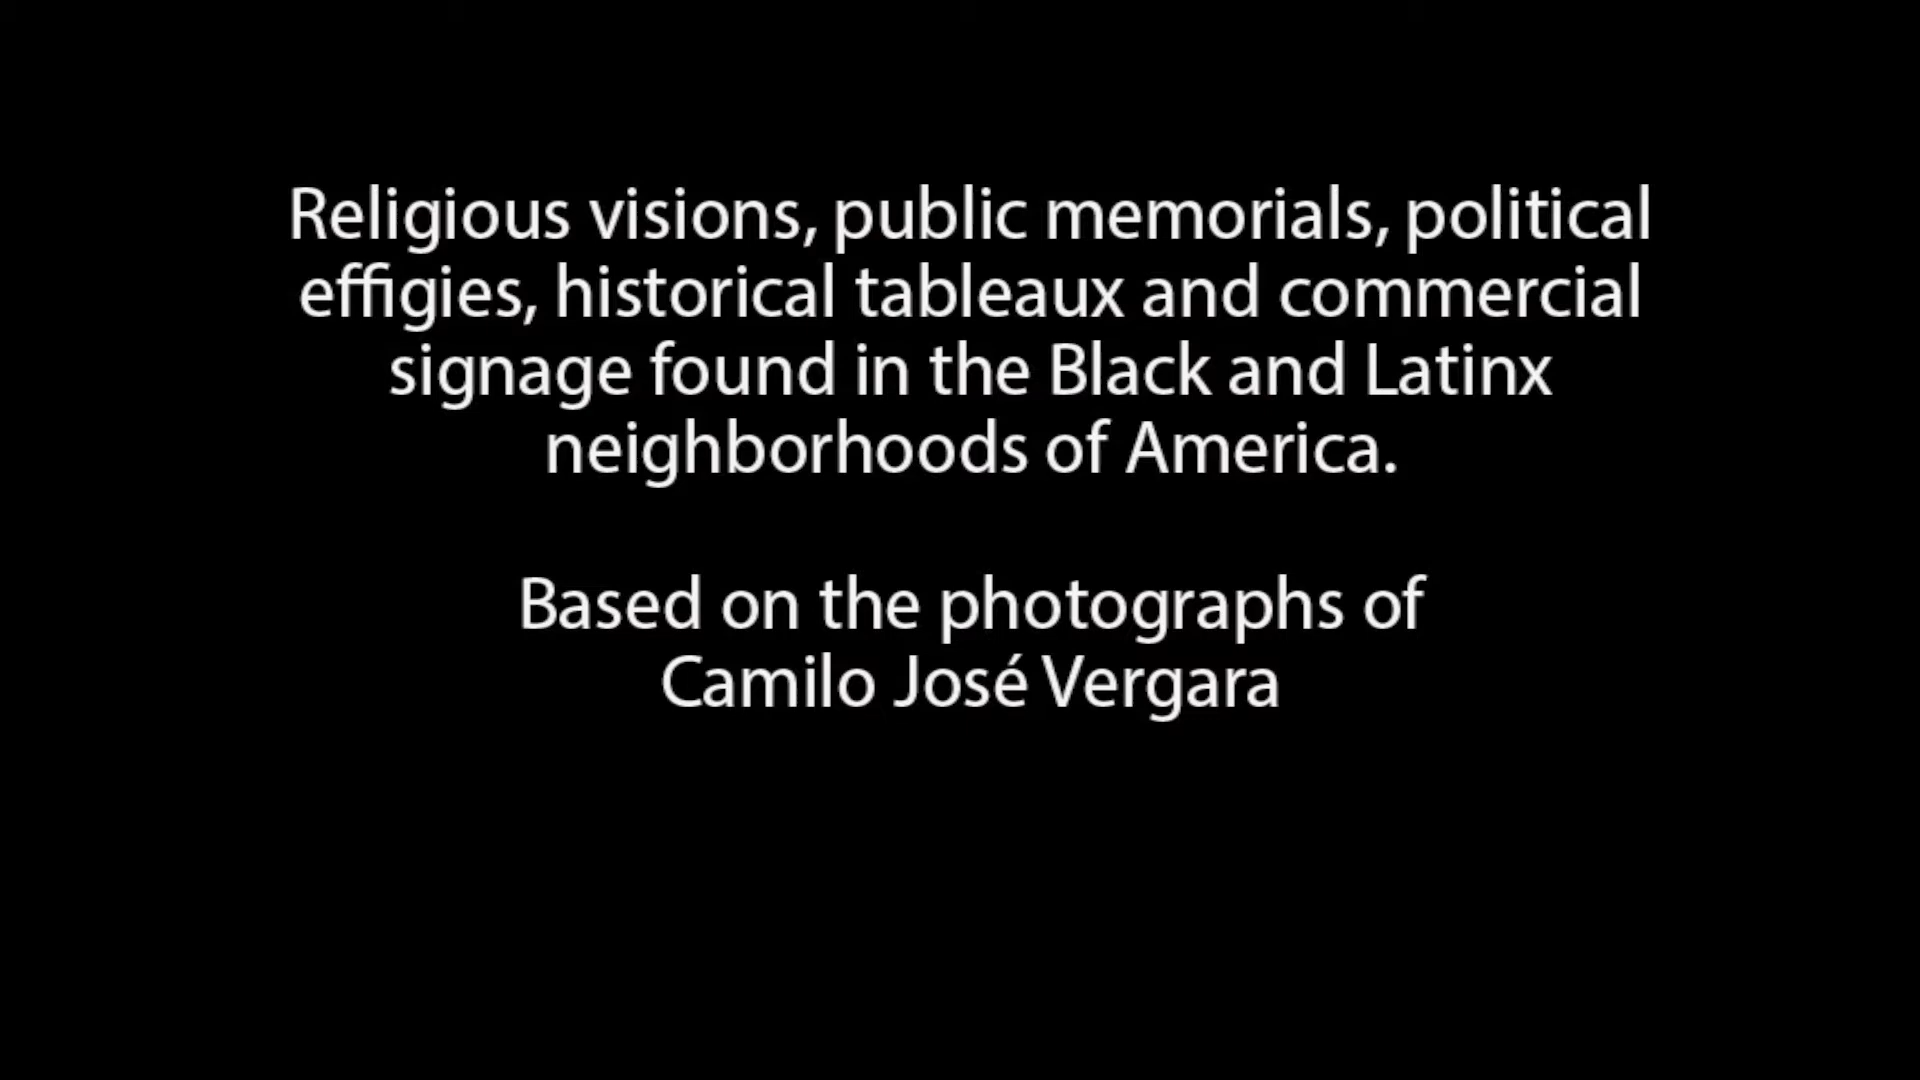 Religious visions, public memorials, political
effigies, historical tableaux and commercial
signage found in the Black and Latinx
neighborhoods of America.
Based on the photographs of
Camilo José Vergara